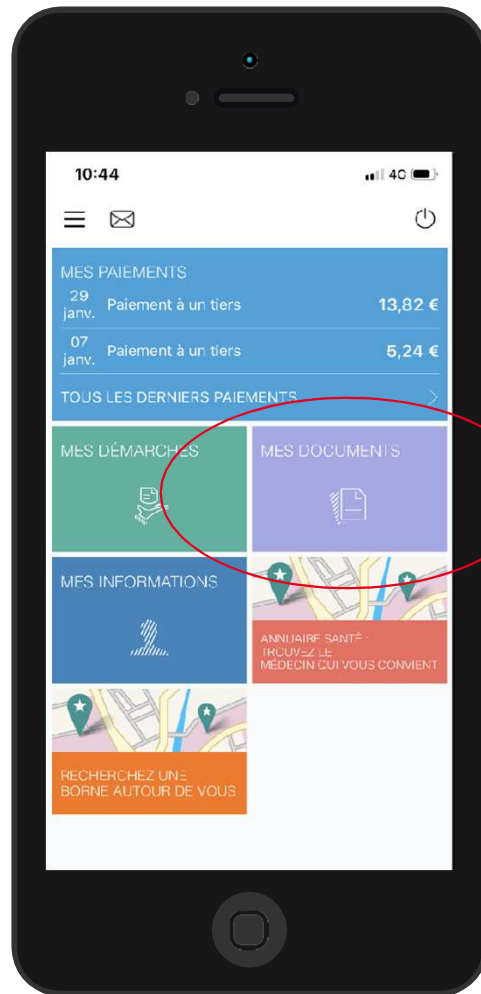 10:44
4G
MES PAIEMENTS
29 janv. Paiement à un tiers 13,82 €
07 janv. Paiement à un tiers 5,24 €
TOUS LES DERNIERS PAIEMENTS
MES DÉMARCHES
MES DOCUMENTS
MES INFORMATIONS
ANNUAIRE SANTÉ :
TROUVEZ LE
MÉDECIN QUI VOUS CONVIENT
RECHERCHEZ UNE
BORNE AUTOUR DE VOUS